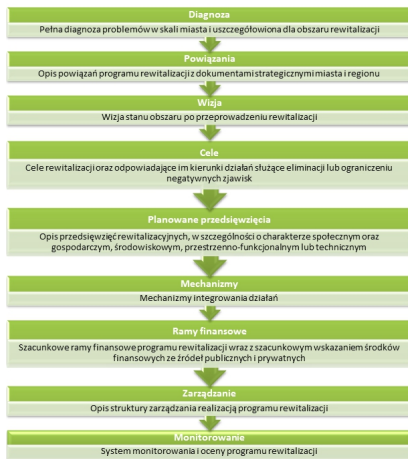 Diagnoza
Pełna diagnoza problemów w skali miasta i uszczegółowiona dla obszaru rewitalizacji
Powiązania
Opis powiązań programu rewitalizacji z dokumentami strategicznymi miasta i regionu
Wizja
Wizja stanu obszaru po przeprowadzeniu rewitalizacji
Cele
Cele rewitalizacji oraz odpowiadające im kierunki działań służące eliminacji lub ograniczeniu
negatywnych zjawisk
Planowane przedsięwzięcia
Opis przedsięwzięć rewitalizacyjnych, w szczególności o charakterze społecznym oraz
gospodarczym, środowiskowym, przestrzenno-funkcjonalnym lub technicznym
Mechanizmy
Mechanizmy integrowania działań
Ramy finansowe
Szacunkowe ramy finansowe programu rewitalizacji wraz z szacunkowym wskazaniem środków
finansowych ze źródeł publicznych i prywatnych
Zarządzanie
Opis struktury zarządzania realizacją programu rewitalizacji
Monitorowanie
System monitorowania i oceny programu rewitalizacji